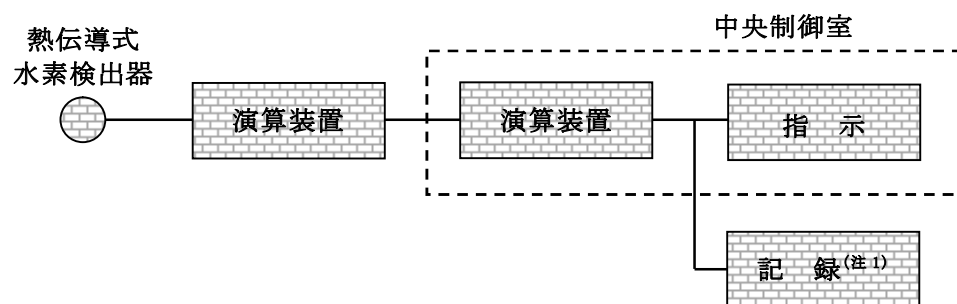 中央制御室
熱伝導式
水素検出器
演算装置
演算装置
指 示
記 録(注1)